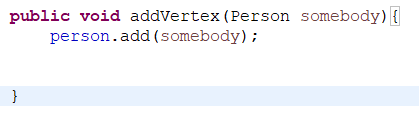 public void addVertex(Person somebody){
    person.add(somebody);
}